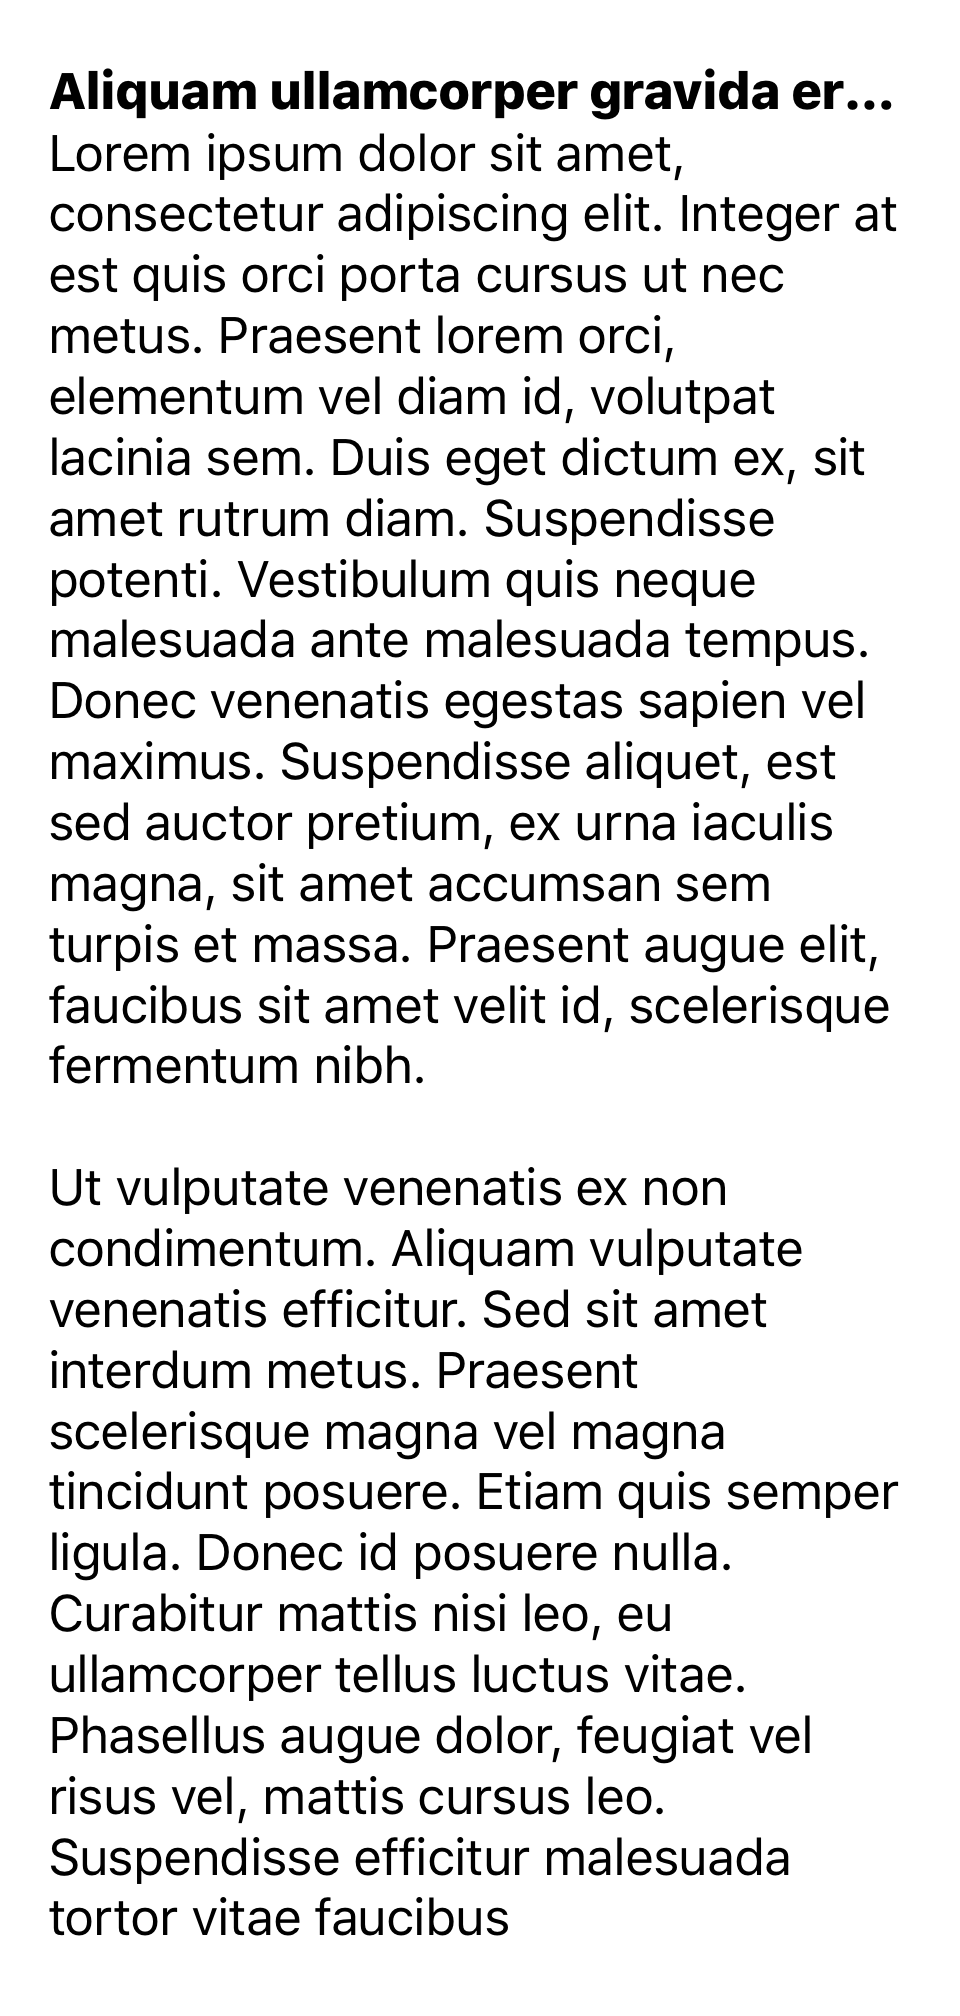 Aliquam ullamcorper gravida er...
Lorem ipsum dolor sit amet,
consectetur adipiscing elit. Integer at
est quis orci porta cursus ut nec
metus. Praesent lorem orci,
elementum vel diam id, volutpat
lacinia sem. Duis eget dictum ex, sit
amet rutrum diam. Suspendisse
potenti. Vestibulum quis neque
malesuada ante malesuada tempus.
Donec venenatis egestas sapien vel
maximus. Suspendisse aliquet, est
sed auctor pretium, ex urna iaculis
magna, sit amet accumsan sem
turpis et massa. Praesent augue elit,
faucibus sit amet velit id, scelerisque
fermentum nibh.

Ut vulputate venenatis ex non
condimentum. Aliquam vulputate
venenatis efficitur. Sed sit amet
interdum metus. Praesent
scelerisque magna vel magna
tincidunt posuere. Etiam quis semper
ligula. Donec id posuere nulla.
Curabitur mattis nisi leo, eu
ullamcorper tellus luctus vitae.
Phasellus augue dolor, feugiat vel
risus vel, mattis cursus leo.
Suspendisse efficitur malesuada
tortor vitae faucibus